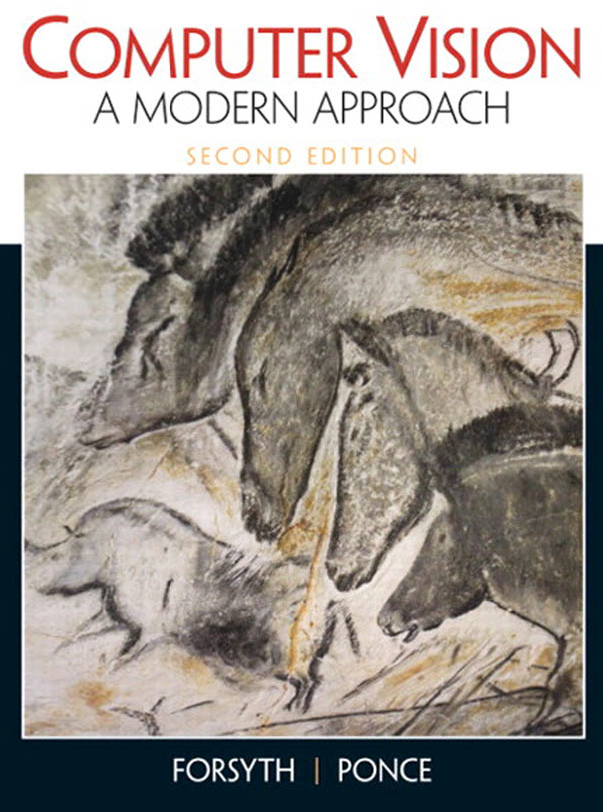 COMPUTER VISION
A MODERN APPROACH
SECOND EDITION
FORSYTH | PONCE